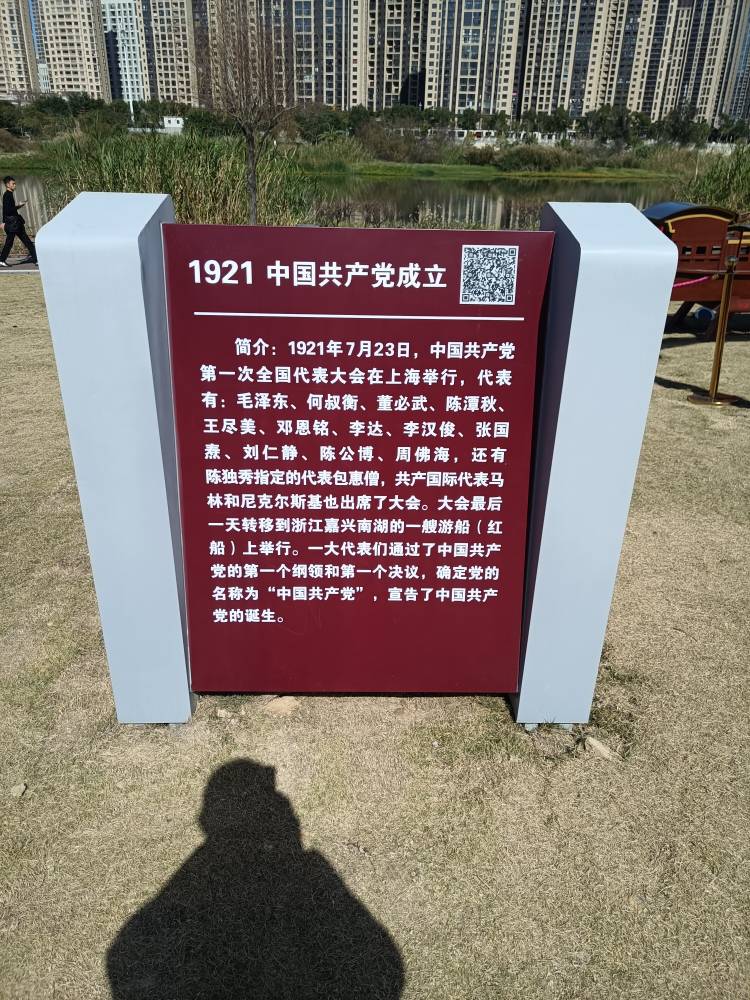 1921 中国共产党成立
简介：1921年7月23日，中国共产党
第一次全国代表大会在上海举行，代表
有：毛泽东、何叔衡、董必武、陈潭秋、
王尽美、邓恩铭、李达、李汉俊、张国
焘、刘仁静、陈公博、周佛海，还有
陈独秀指定的代表包惠僧，共产国际代表马
林和尼克尔斯基也出席了大会。大会最后
一天转移到浙江嘉兴南湖的一艘游船（红
船）上举行。一大代表们通过了中国共产
党的第一个纲领和第一个决议，确定党的
名称为“中国共产党”，宣告了中国共产
党的诞生。